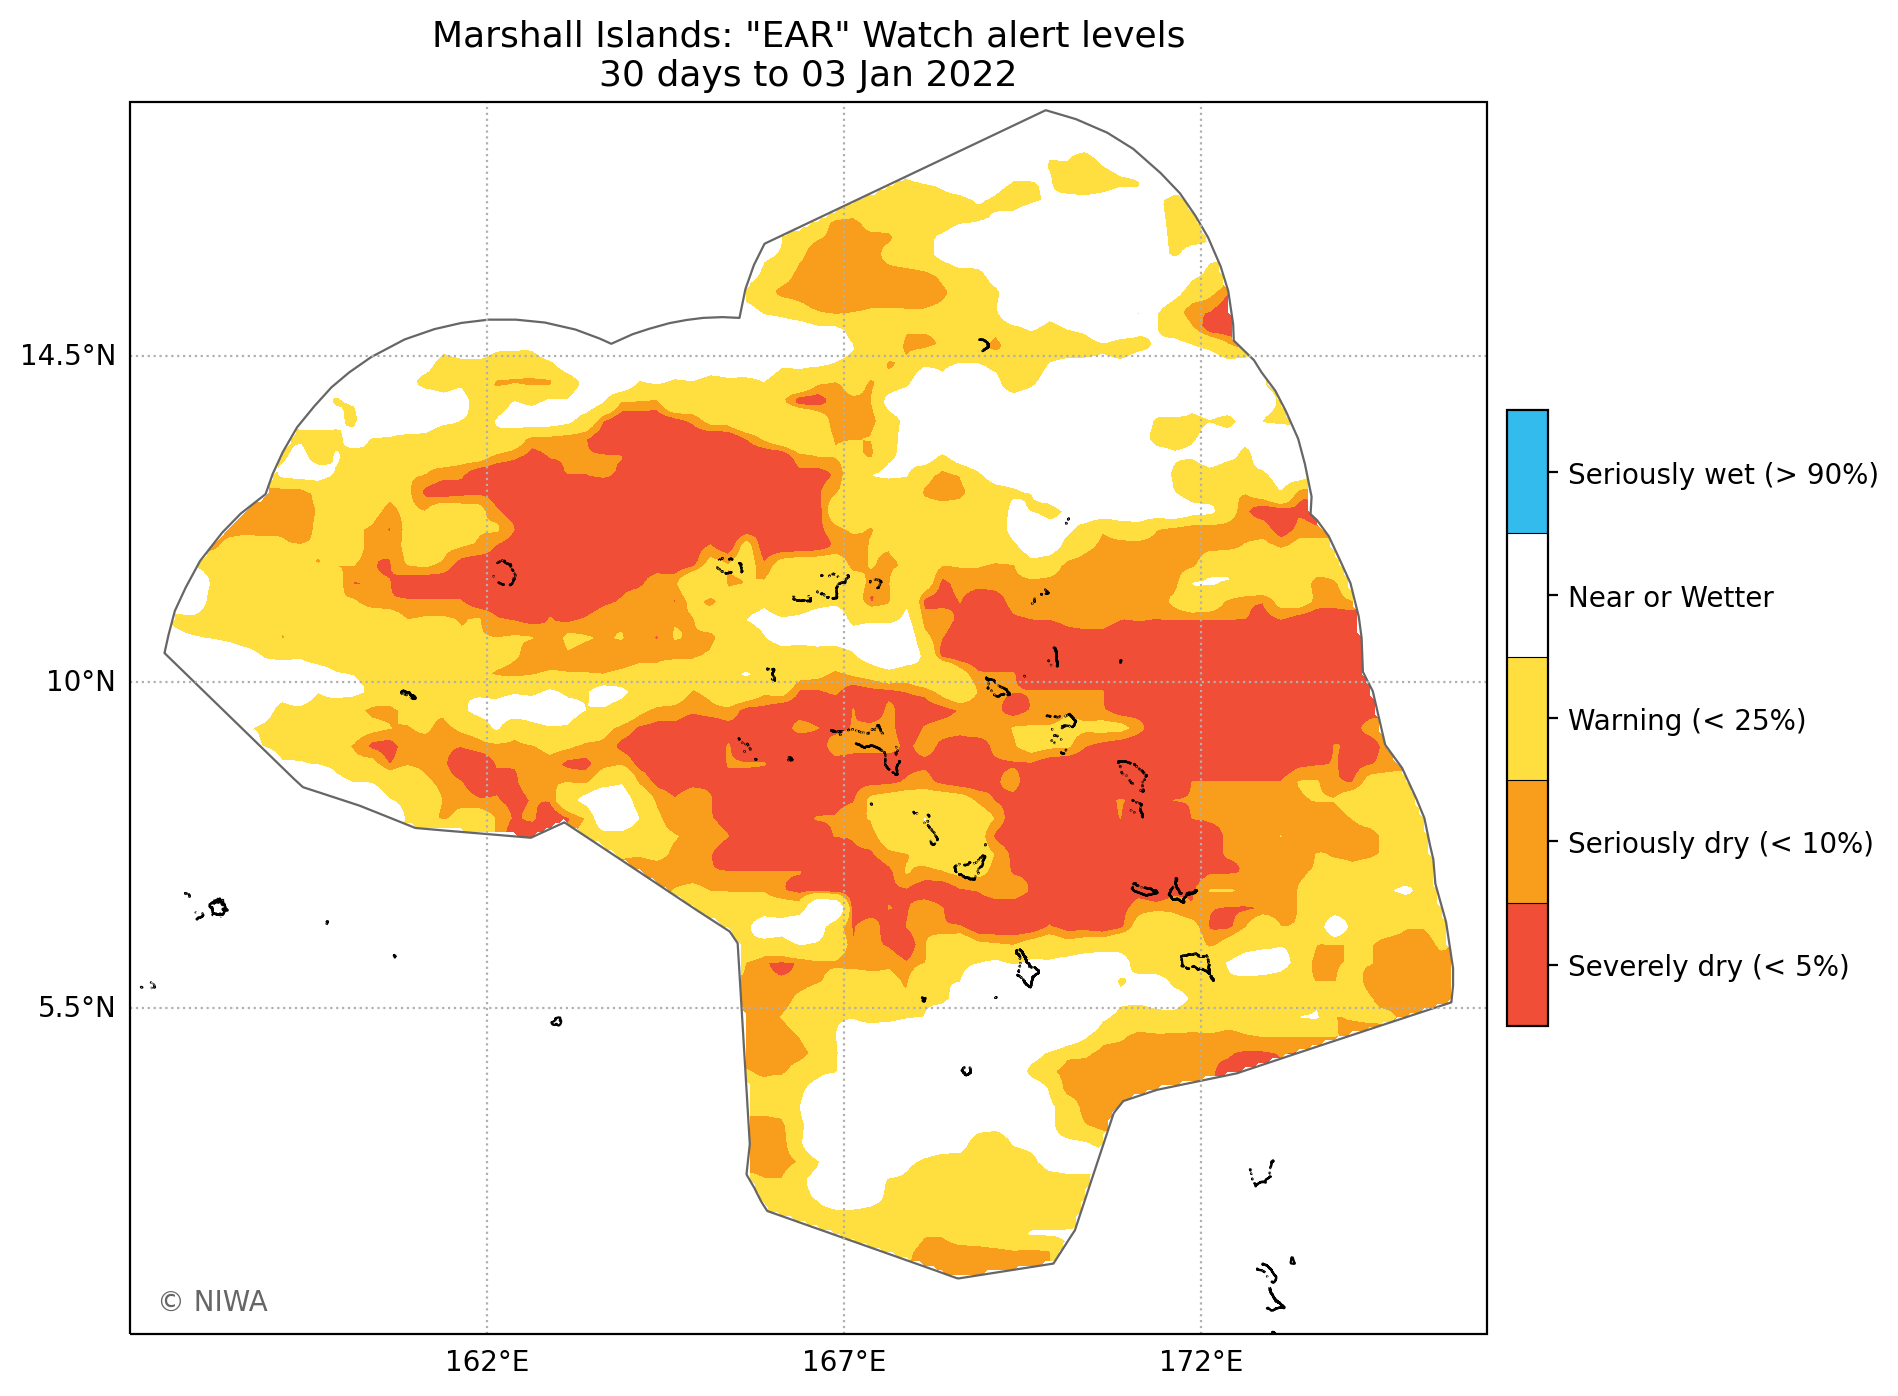 Marshall Islands: "EAR" Watch alert levels
30 days to 03 Jan 2022
14.5°N
10°N
5.5°N
162°E
167°E
172°E
Seriously wet (> 90%)
Near or Wetter
Warning (< 25%)
Seriously dry (< 10%)
Severely dry (< 5%)
© NIWA